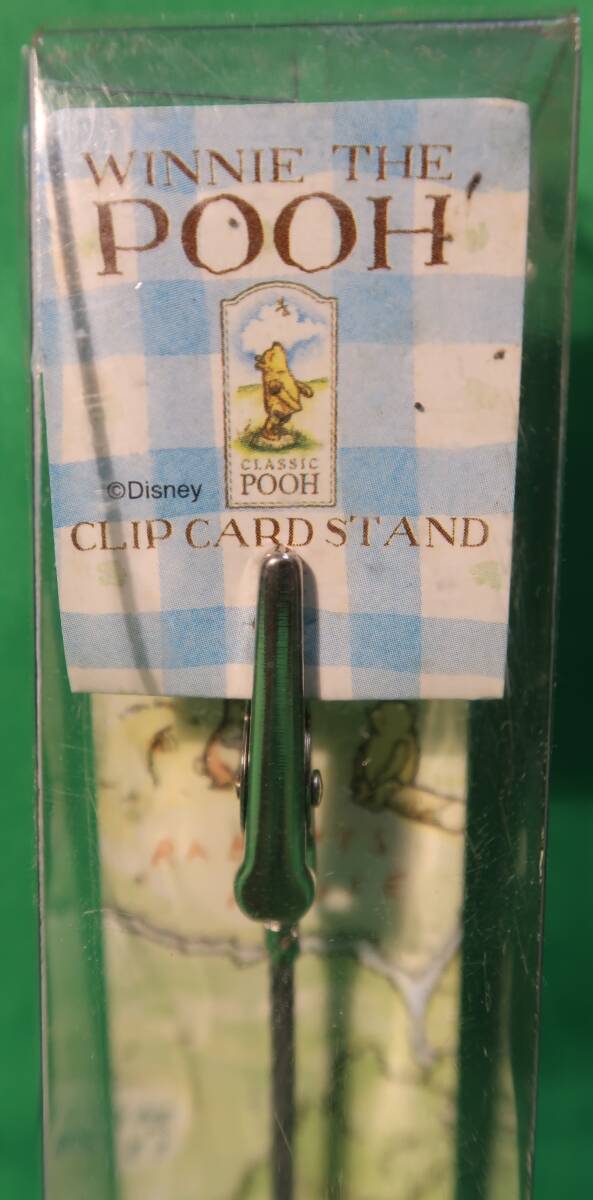 WINNIE THE
POOH
CLASSIC
POOH
©Disney
CLIP CARD STAND